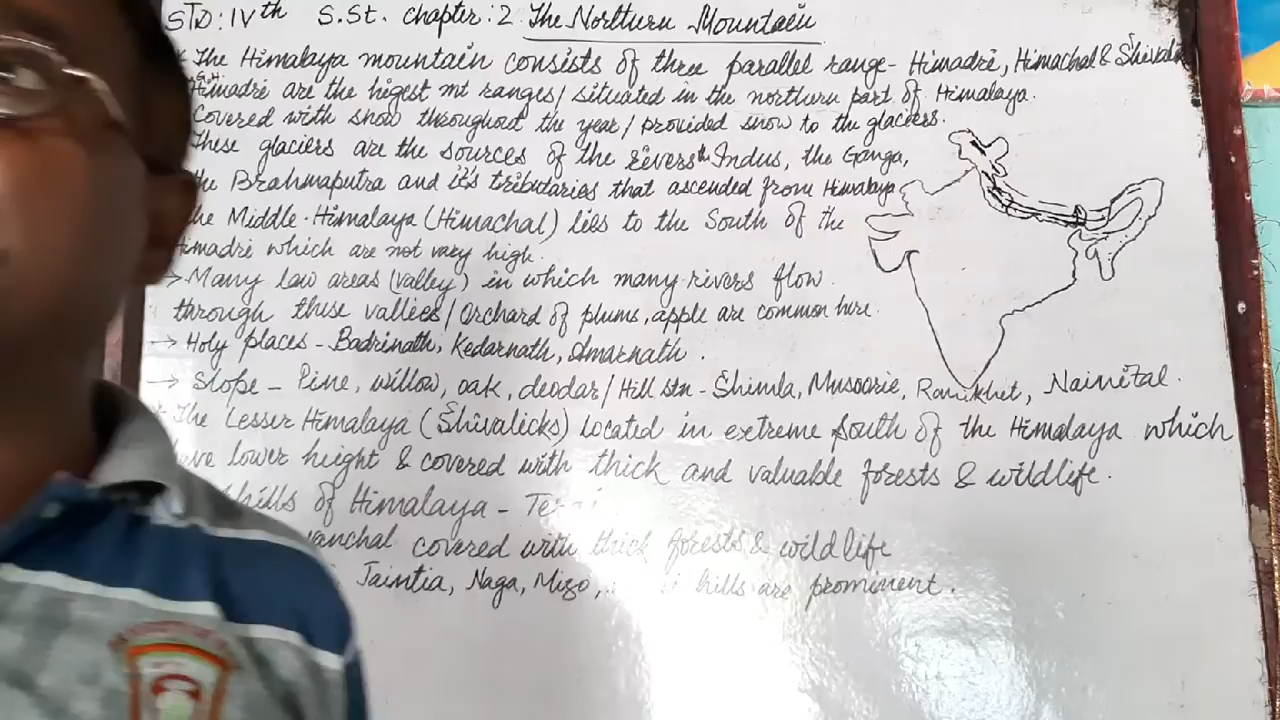 STD: IVth S.St. Chapter: 2 The Northern Mountain
* The Himalaya mountain consists of three parallel range - Himadri, Himachal & Shivalik
Himadri are the higest mt ranges / situated in the northern part of Himalaya.
Covered with snow throughord the year / provided snow to the glaciers.
These glaciers are the sources of the rivers Indus, the Ganga,
the Brahmaputra and it's tributaries that ascended from Himalaya
The Middle-Himalaya (Himachal) lies to the South of the
Himadri which are not very high.
→ Many low areas (valley) in which many rivers flow
through these vallies / Orchard of plums, apple are common here.
→ Holy places - Badrinath, Kedarnath, Amarnath.
→ Slope - Pine, willow, oak, deodar / Hill stn - Shimla, Musoorie, Ranikhet, Nainital.
* The Lesser Himalaya (Shivalicks) Located in extreme south of the Himalaya which
have lower height & covered with thick and valuable forests & wildlife.
hills of Himalaya -
covered with thick forests & wildlife
Jaintia, Naga, Mizo, hills are prominent.